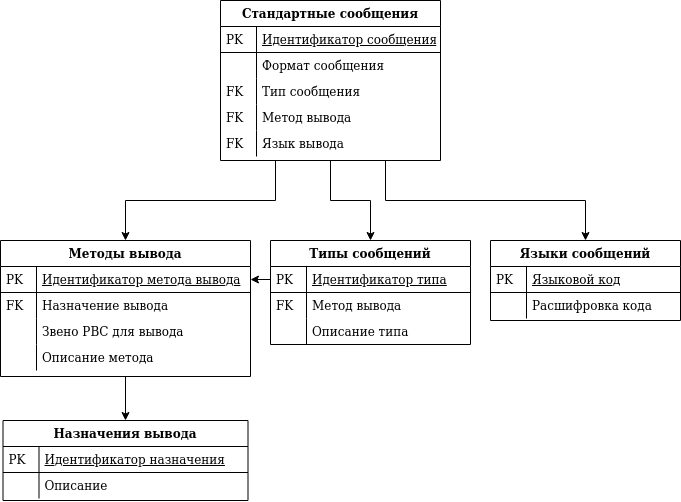 Стандартные сообщения
PK Идентификатор сообщения
Формат сообщения
FK Тип сообщения
FK Метод вывода
FK Язык вывода
Методы вывода
PK Идентификатор метода вывода
FK Назначение вывода
Звено РВС для вывода
Описание метода
Типы сообщений
PK Идентификатор типа
FK Метод вывода
Описание типа
Языки сообщений
PK Языковой код
Расшифровка кода
Назначения вывода
PK Идентификатор назначения
Описание